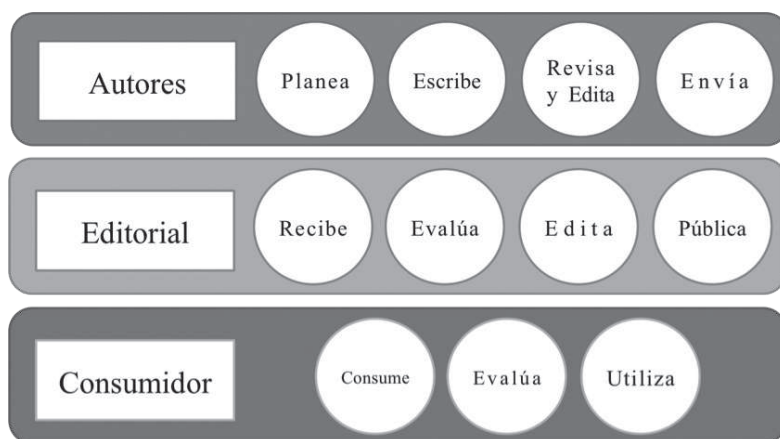 Autores
Planea
Escribe
Revisa
y Edita
Envía
Editorial
Recibe
Evalúa
Edita
Pública
Consumidor
Consume
Evalúa
Utiliza